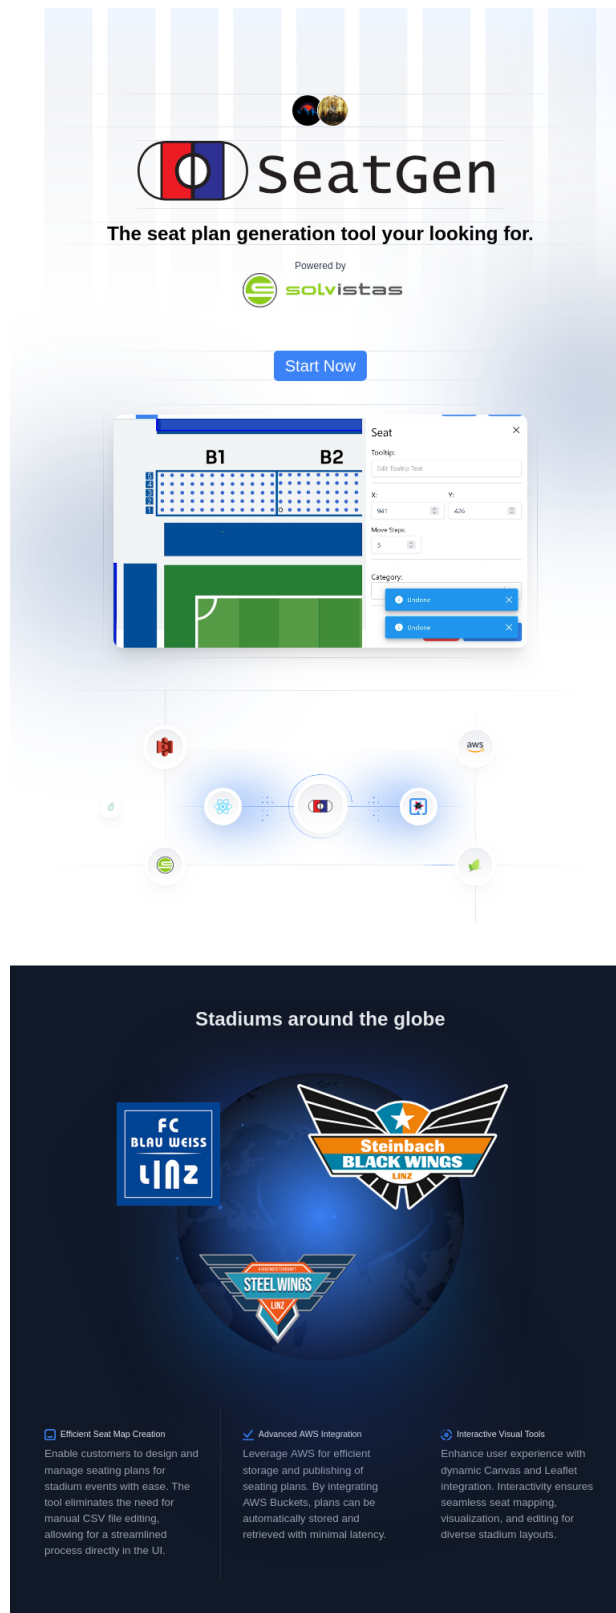 SeatGen
The seat plan generation tool your looking for.
Powered by
solvistas
Start Now
B1
B2
5
4
3
2
1
Seat
Tooltip:
Edit Tooltip Text
X:
Y:
941
426
Move Steps:
5
Category:
Undone
Undone
aws
Stadiums around the globe
FC
BLAU WEISS
LINZ
Steinbach
BLACK WINGS
LINZ
STEEL WINGS
LINZ
Efficient Seat Map Creation
Enable customers to design and
manage seating plans for
stadium events with ease. The
tool eliminates the need for
manual CSV file editing,
allowing for a streamlined
process directly in the UI.
Advanced AWS Integration
Leverage AWS for efficient
storage and publishing of
seating plans. By integrating
AWS Buckets, plans can be
automatically stored and
retrieved with minimal latency.
Interactive Visual Tools
Enhance user experience with
dynamic Canvas and Leaflet
integration. Interactivity ensures
seamless seat mapping,
visualization, and editing for
diverse stadium layouts.